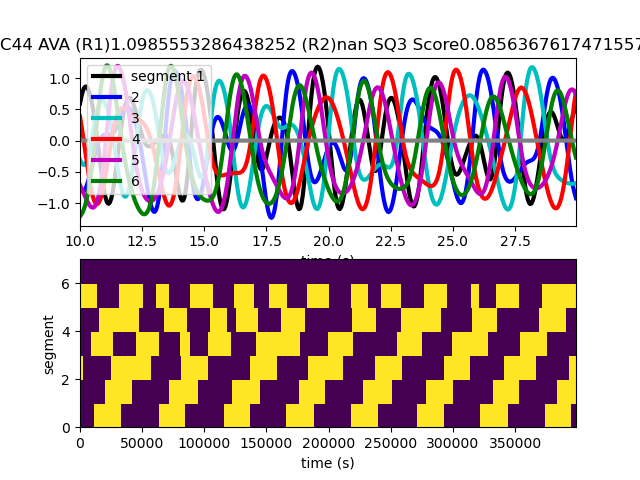 C44 AVA (R1)1.0985553286438252 (R2)nan SQ3 Score0.0856367617471557
1.0
0.5
0.0
−0.5
−1.0
segment 1
2
3
4
5
6
10.0 12.5 15.0 17.5 20.0 22.5 25.0 27.5
time (s)
6
4
2
0
segment
0 50000 100000 150000 200000 250000 300000 350000
time (s)